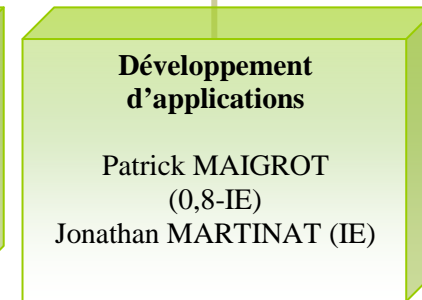 Développement
d’applications
Patrick MAIGROT
(0,8-IE)
Jonathan MARTINAT (IE)